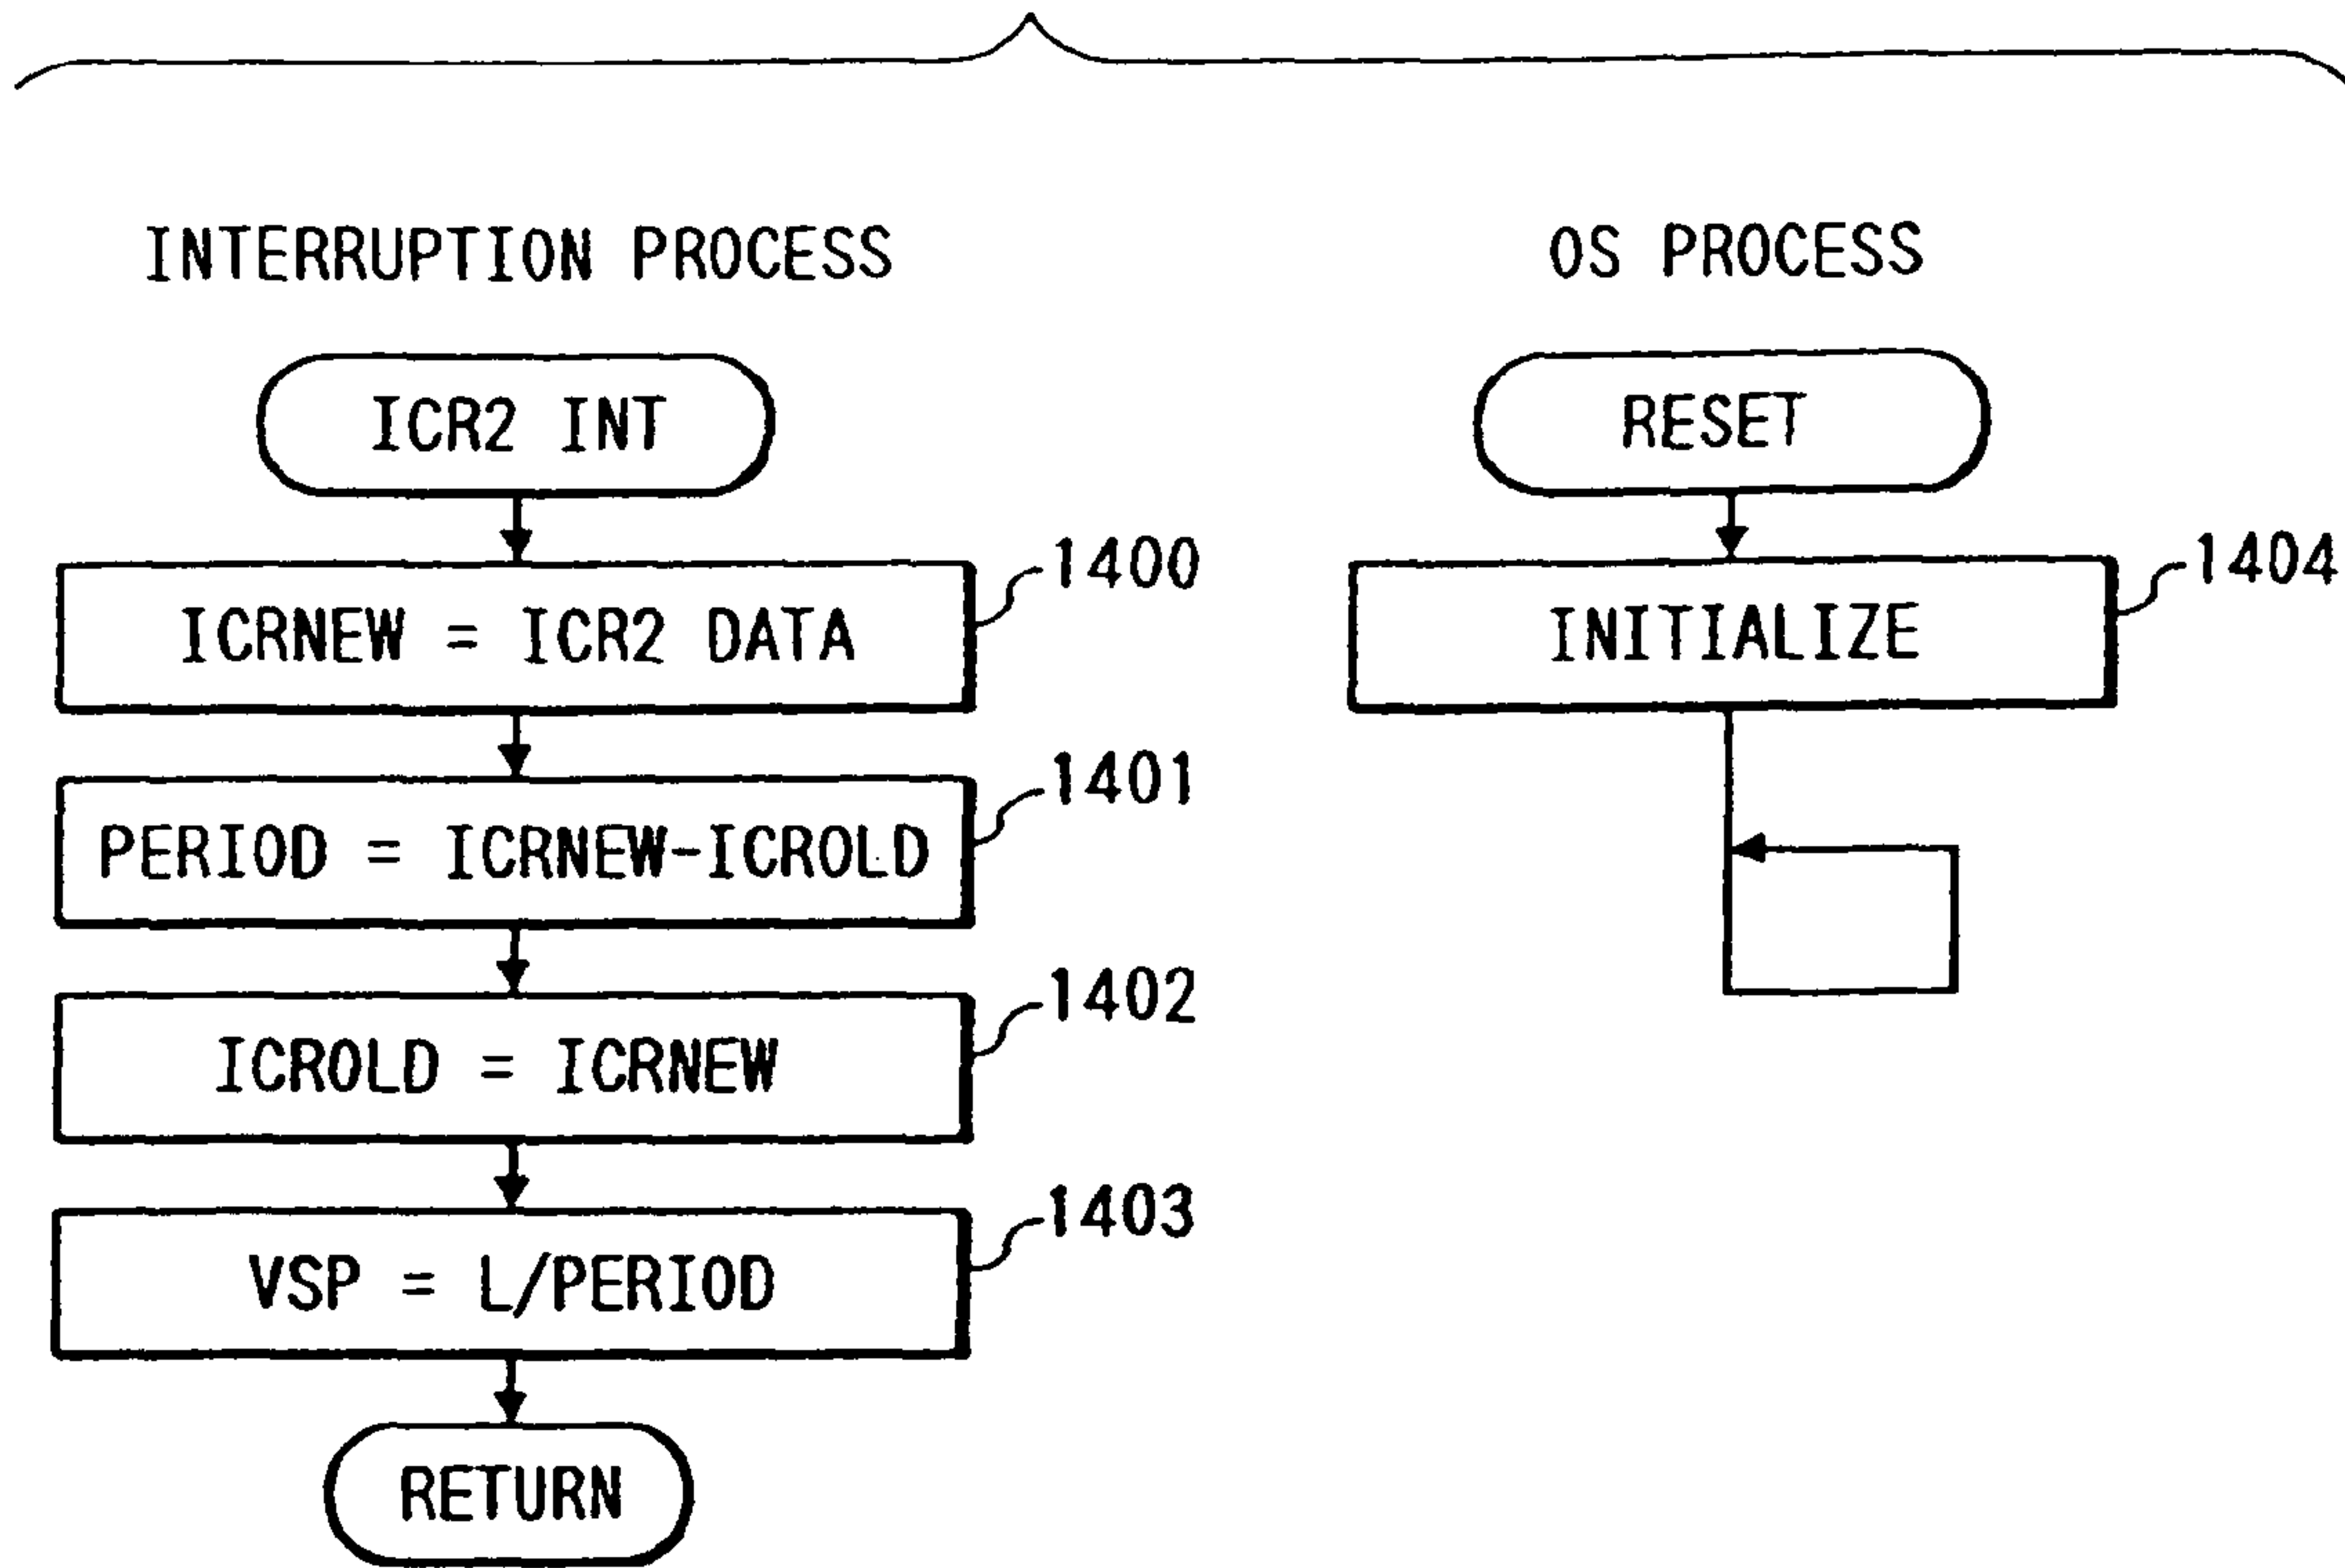 INTERRUPTION PROCESS
ICR2 INT
ICRNEW = ICR2 DATA
1400
PERIOD = ICRNEW-ICROLD
1401
ICROLD = ICRNEW
1402
VSP = L/PERIOD
1403
RETURN
OS PROCESS
RESET
INITIALIZE
1404